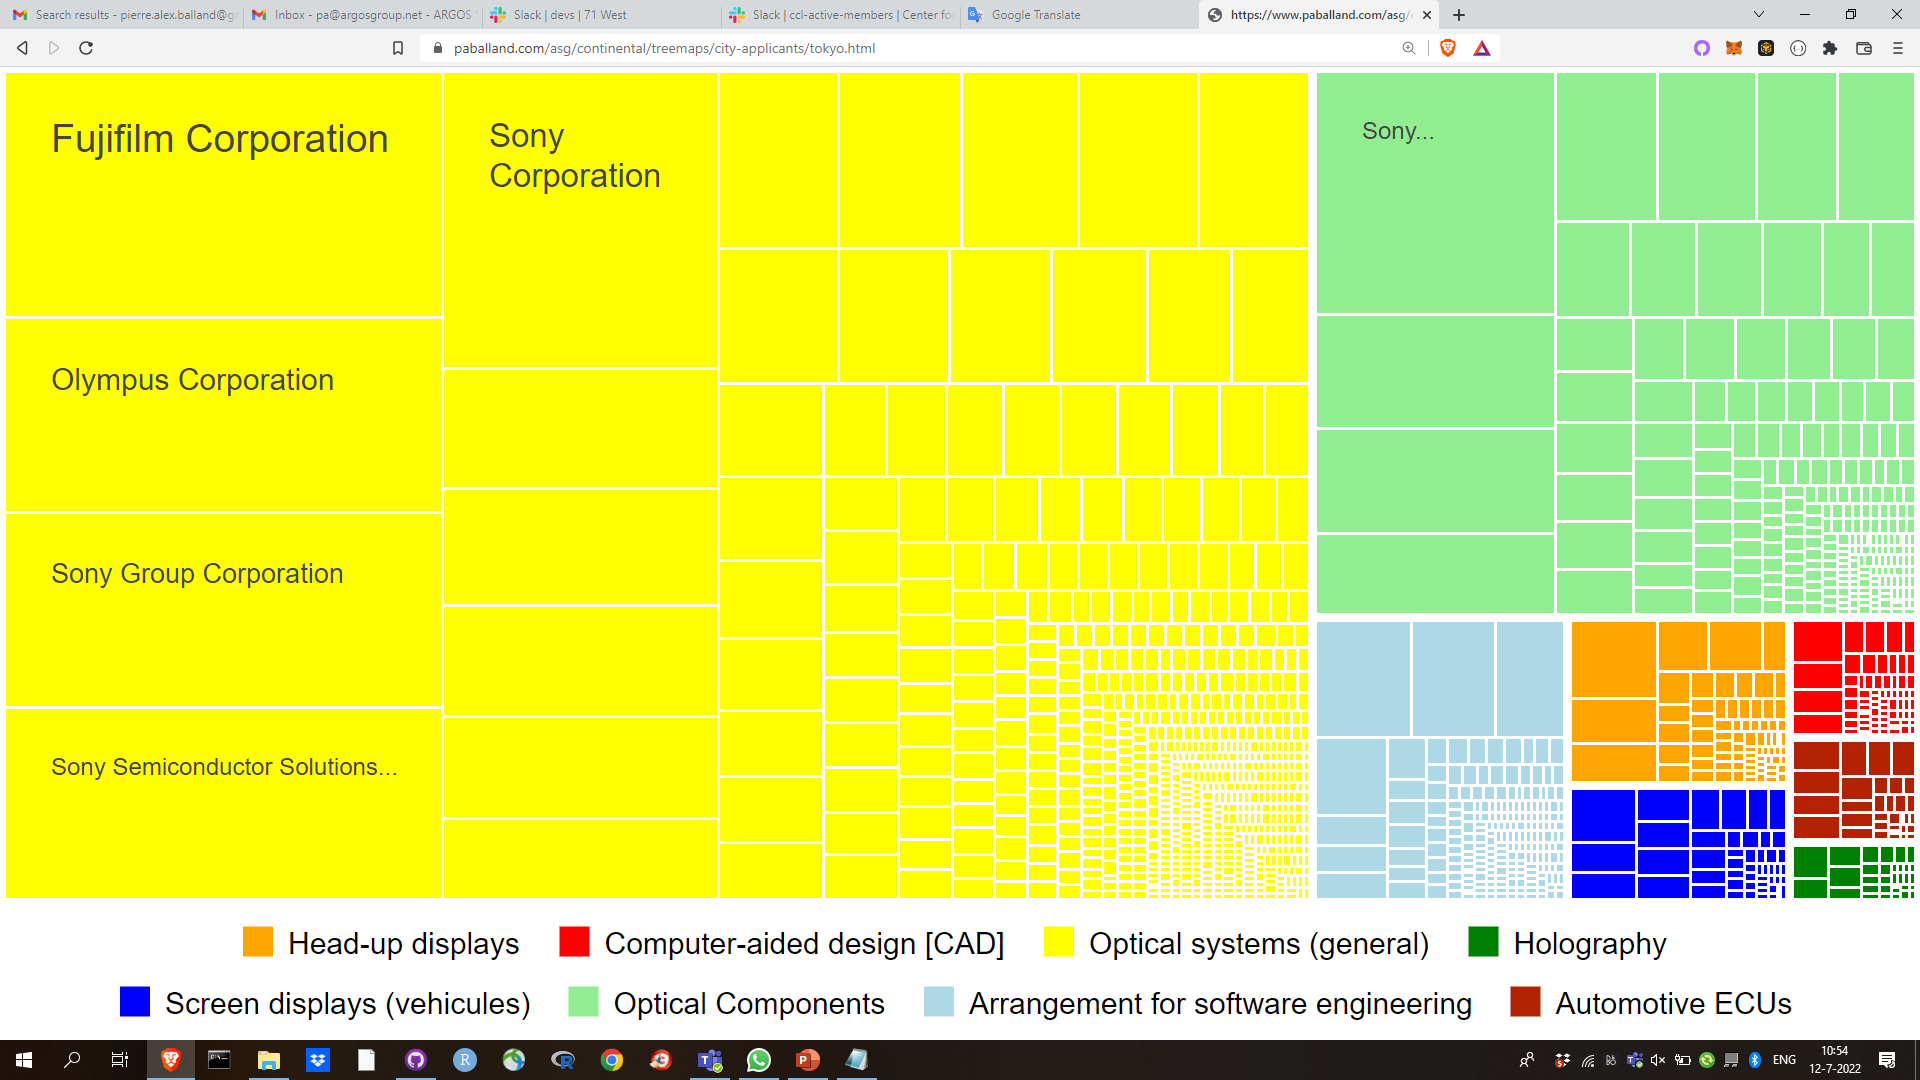 Search results - pierre.alex.balland@g
Inbox - pa@argosgroup.net - ARGOS
Slack | devs | 71 West
Slack | ccl-active-members | Center fo
Google Translate
https://www.paballand.com/asg/
paballand.com/asg/continental/treemaps/city-applicants/tokyo.html
Fujifilm Corporation
Sony
Corporation
Sony...
Olympus Corporation
Sony Group Corporation
Sony Semiconductor Solutions...
Head-up displays
Computer-aided design [CAD]
Optical systems (general)
Holography
Screen displays (vehicules)
Optical Components
Arrangement for software engineering
Automotive ECUs
ENG
10:54
12-7-2022